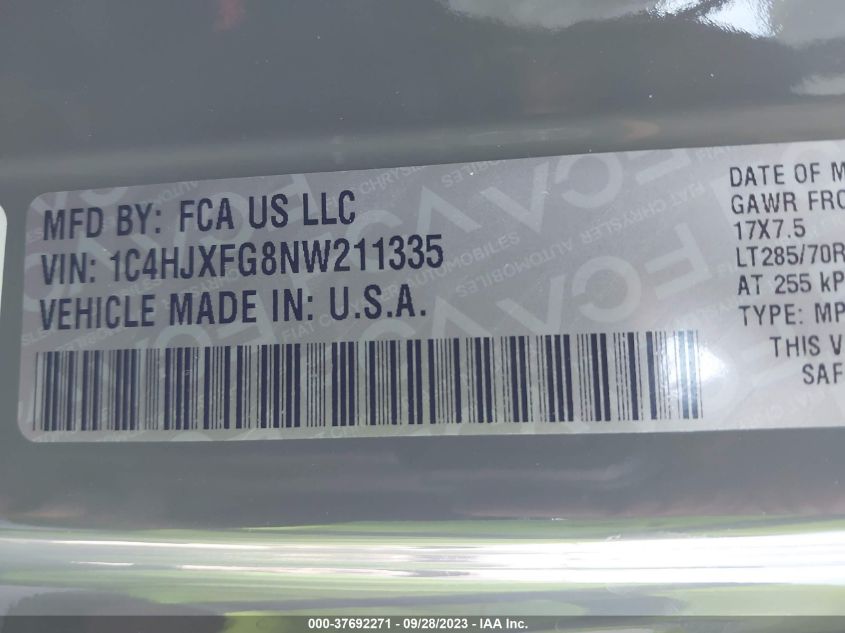 MFD BY: FCA US LLC
VIN: 1C4HJXFG8NW211335
VEHICLE MADE IN: U.S.A.
DATE OF M
GAWR FRO
17X7.5
LT285/70R
AT 255 kP
TYPE: MP
THIS V
SAF
000-37692271 - 09/28/2023 - IAA Inc.